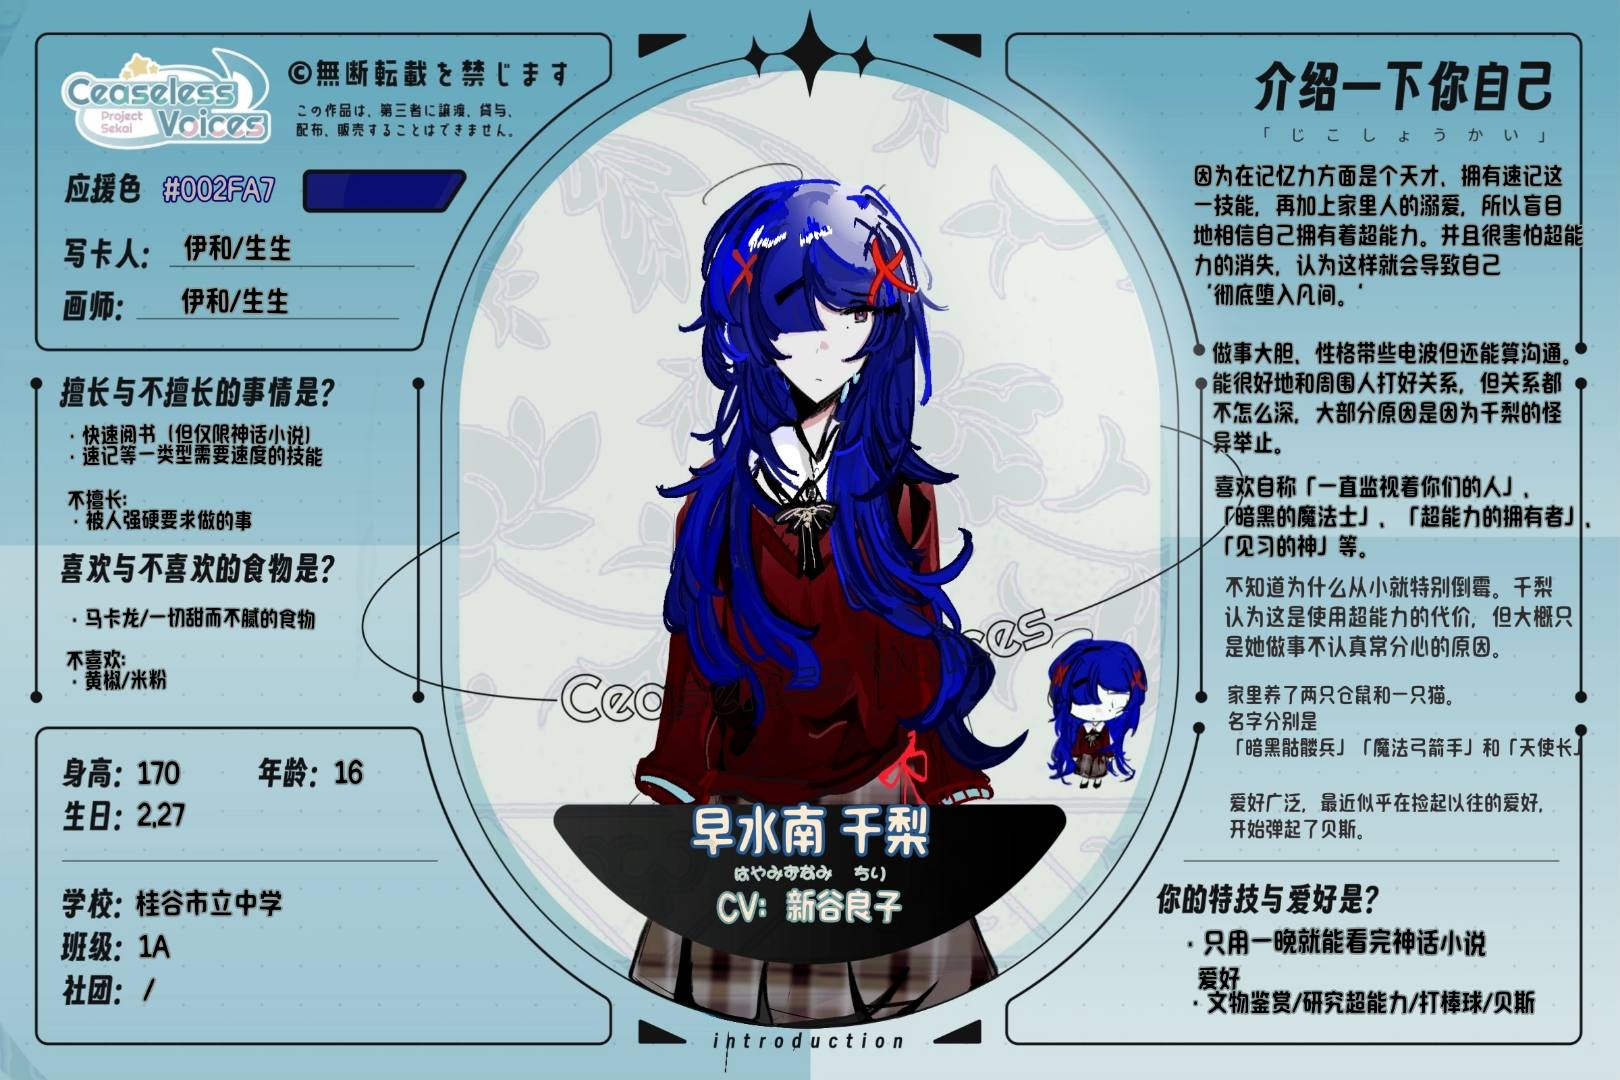 Ceaseless
Voices
Project
Sekai
©無断転載を禁じます
この作品は、第三者に譲渡、貸与、
配布、販売することはできません。
应援色 #002FA7
写卡人: 伊和/生生
画师: 伊和/生生
擅长与不擅长的事情是?
·快速阅书(但仅限神话小说)
·速记等一类型需要速度的技能
不擅长:
·被人强硬要求做的事
喜欢与不喜欢的食物是?
·马卡龙/一切甜而不腻的食物
不喜欢:
·黄椒/米粉
身高: 170 年龄: 16
生日: 2.27
学校: 桂谷市立中学
班级: 1A
社团: /
早水南 千梨
はやみずなみ ちり
CV: 新谷良子
introduction
介绍一下你自己
「じこしょうかい」
因为在记忆力方面是个天才, 拥有速记这
一技能, 再加上家里人的溺爱, 所以盲目
地相信自己拥有着超能力。并且很害怕超能
力的消失, 认为这样就会导致自己
‘彻底堕入凡间。’
做事大胆, 性格带些电波但还能算沟通。
能很好地和周围人打好关系, 但关系都
不怎么深, 大部分原因是因为千梨的怪
异举止。
喜欢自称「一直监视着你们的人」,
「暗黑的魔法士」, 「超能力的拥有者」,
「见习的神」等。
不知道为什么从小就特别倒霉。千梨
认为这是使用超能力的代价, 但大概只
是她做事不认真常分心的原因。
家里养了两只仓鼠和一只猫。
名字分别是
「暗黑骷髅兵」「魔法弓箭手」和「天使长」
爱好广泛, 最近似乎在捡起以往的爱好,
开始弹起了贝斯。
你的特技与爱好是?
·只用一晚就能看完神话小说
爱好
·文物鉴赏/研究超能力/打棒球/贝斯